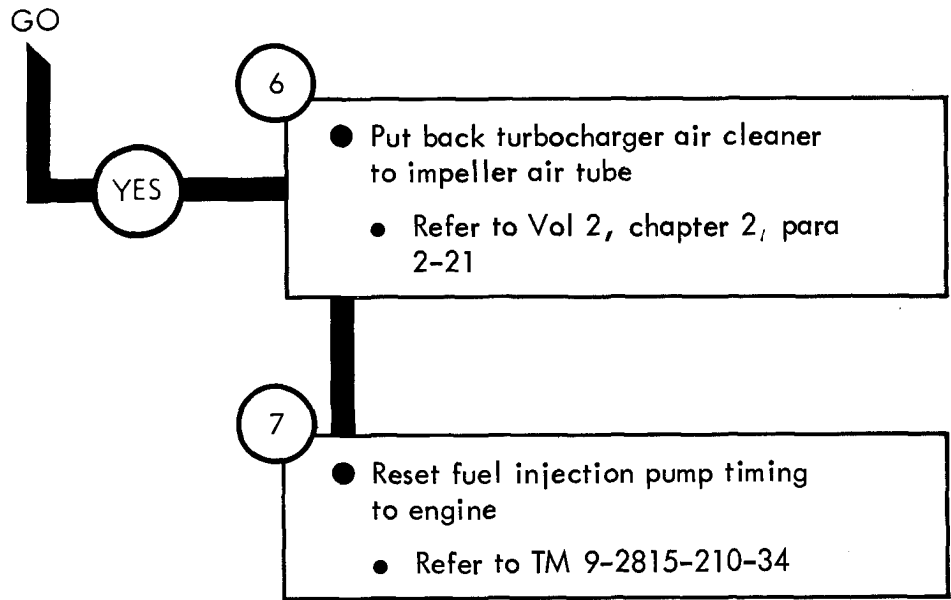 GO
YES
6
● Put back turbocharger air cleaner
to impeller air tube
● Refer to Vol 2, chapter 2, para
2-21
7
● Reset fuel injection pump timing
to engine
● Refer to TM 9-2815-210-34